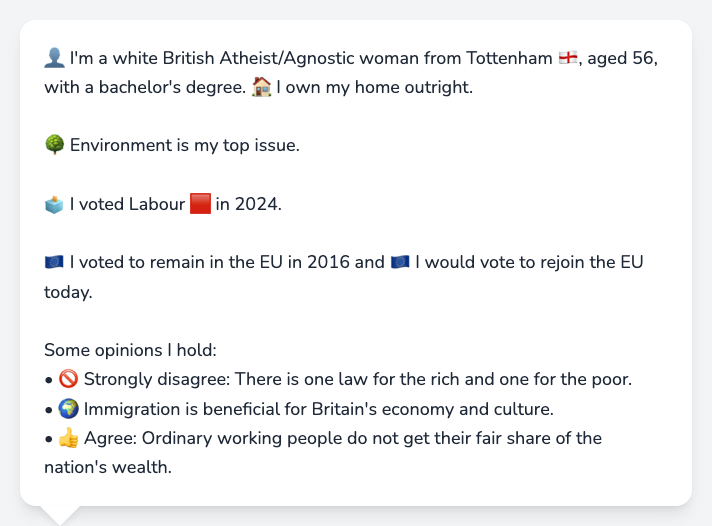 👤 I'm a white British Atheist/Agnostic woman from Tottenham 🏴󠁧󠁢󠁥󠁮󠁧󠁿, aged 56,
with a bachelor's degree. 🏠 I own my home outright.
🌳 Environment is my top issue.
🗳️ I voted Labour 🟥 in 2024.
🇪🇺 I voted to remain in the EU in 2016 and 🇪🇺 I would vote to rejoin the EU
today.
Some opinions I hold:
• 🚫 Strongly disagree: There is one law for the rich and one for the poor.
• 🌍 Immigration is beneficial for Britain's economy and culture.
• 👍 Agree: Ordinary working people do not get their fair share of the
nation's wealth.